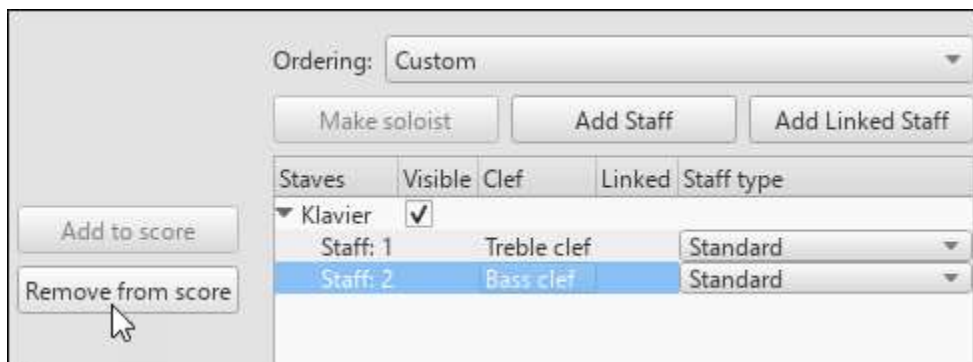 Ordering: Custom
Make soloist Add Staff Add Linked Staff
Staves Visible Clef Linked Staff type
Klavier
Add to score
Staff: 1 Treble clef Standard
Staff: 2 Bass clef Standard
Remove from score